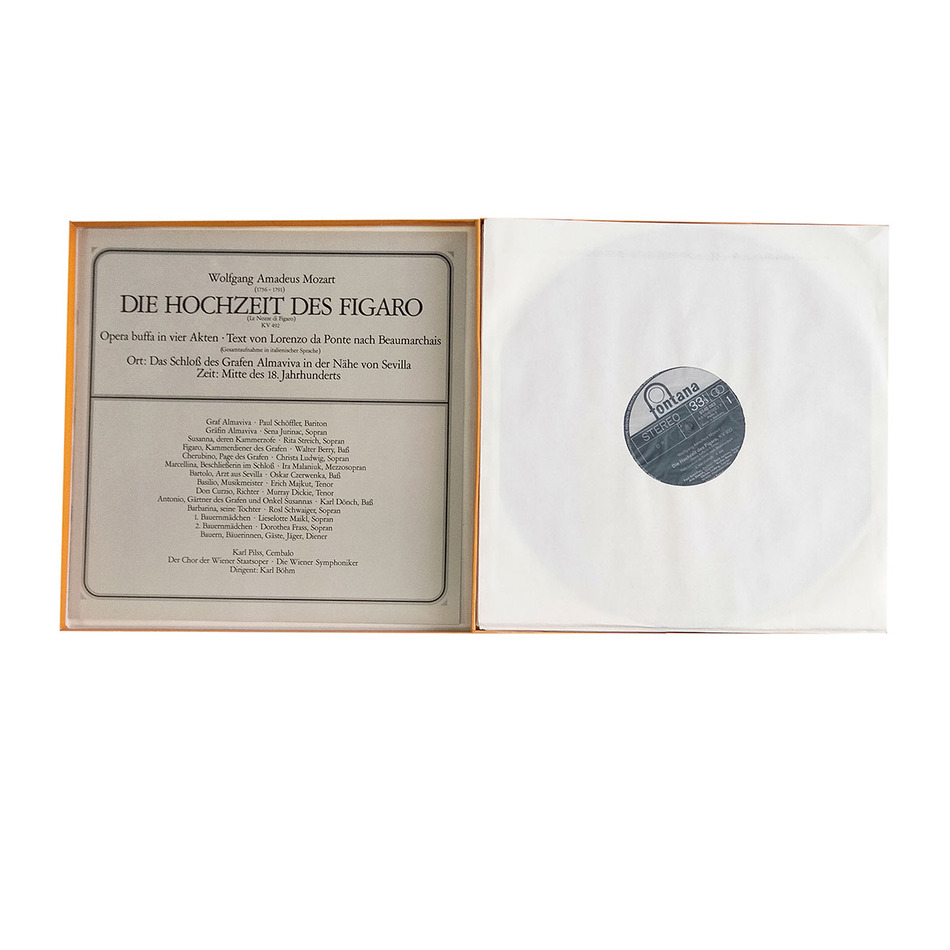 Wolfgang Amadeus Mozart
(1756 - 1791)
DIE HOCHZEIT DES FIGARO
(Le Nozze di Figaro)
KV 492
Opera buffa in vier Akten · Text von Lorenzo da Ponte nach Beaumarchais
(Gesamtaufnahme in italienischer Sprache)
Ort: Das Schloß des Grafen Almaviva in der Nähe von Sevilla
Zeit: Mitte des 18. Jahrhunderts
Graf Almaviva · Paul Schöffler, Bariton
Gräfin Almaviva · Sena Jurinac, Sopran
Susanna, deren Kammerzofe · Rita Streich, Sopran
Figaro, Kammerdiener des Grafen · Walter Berry, Baß
Cherubino, Page des Grafen · Christa Ludwig, Sopran
Marcellina, Beschließerin im Schloß · Ira Malaniuk, Mezzosopran
Bartolo, Arzt aus Sevilla · Oskar Czerwenka, Baß
Basilio, Musikmeister · Erich Majkut, Tenor
Don Curzio, Richter · Murray Dickie, Tenor
Antonio, Gärtner des Grafen und Onkel Susannas · Karl Dönch, Baß
Barbarina, seine Tochter · Rosl Schwaiger, Sopran
1. Bauernmädchen · Lieselotte Maikl, Sopran
2. Bauernmädchen · Dorothea Frass, Sopran
Bauern, Bäuerinnen, Gäste, Jäger, Diener
Karl Pilss, Cembalo
Der Chor der Wiener Staatsoper · Die Wiener Symphoniker
Dirigent: Karl Böhm
fontana
STEREO 33 1
Die Hochzeit des Figaro, KV 492